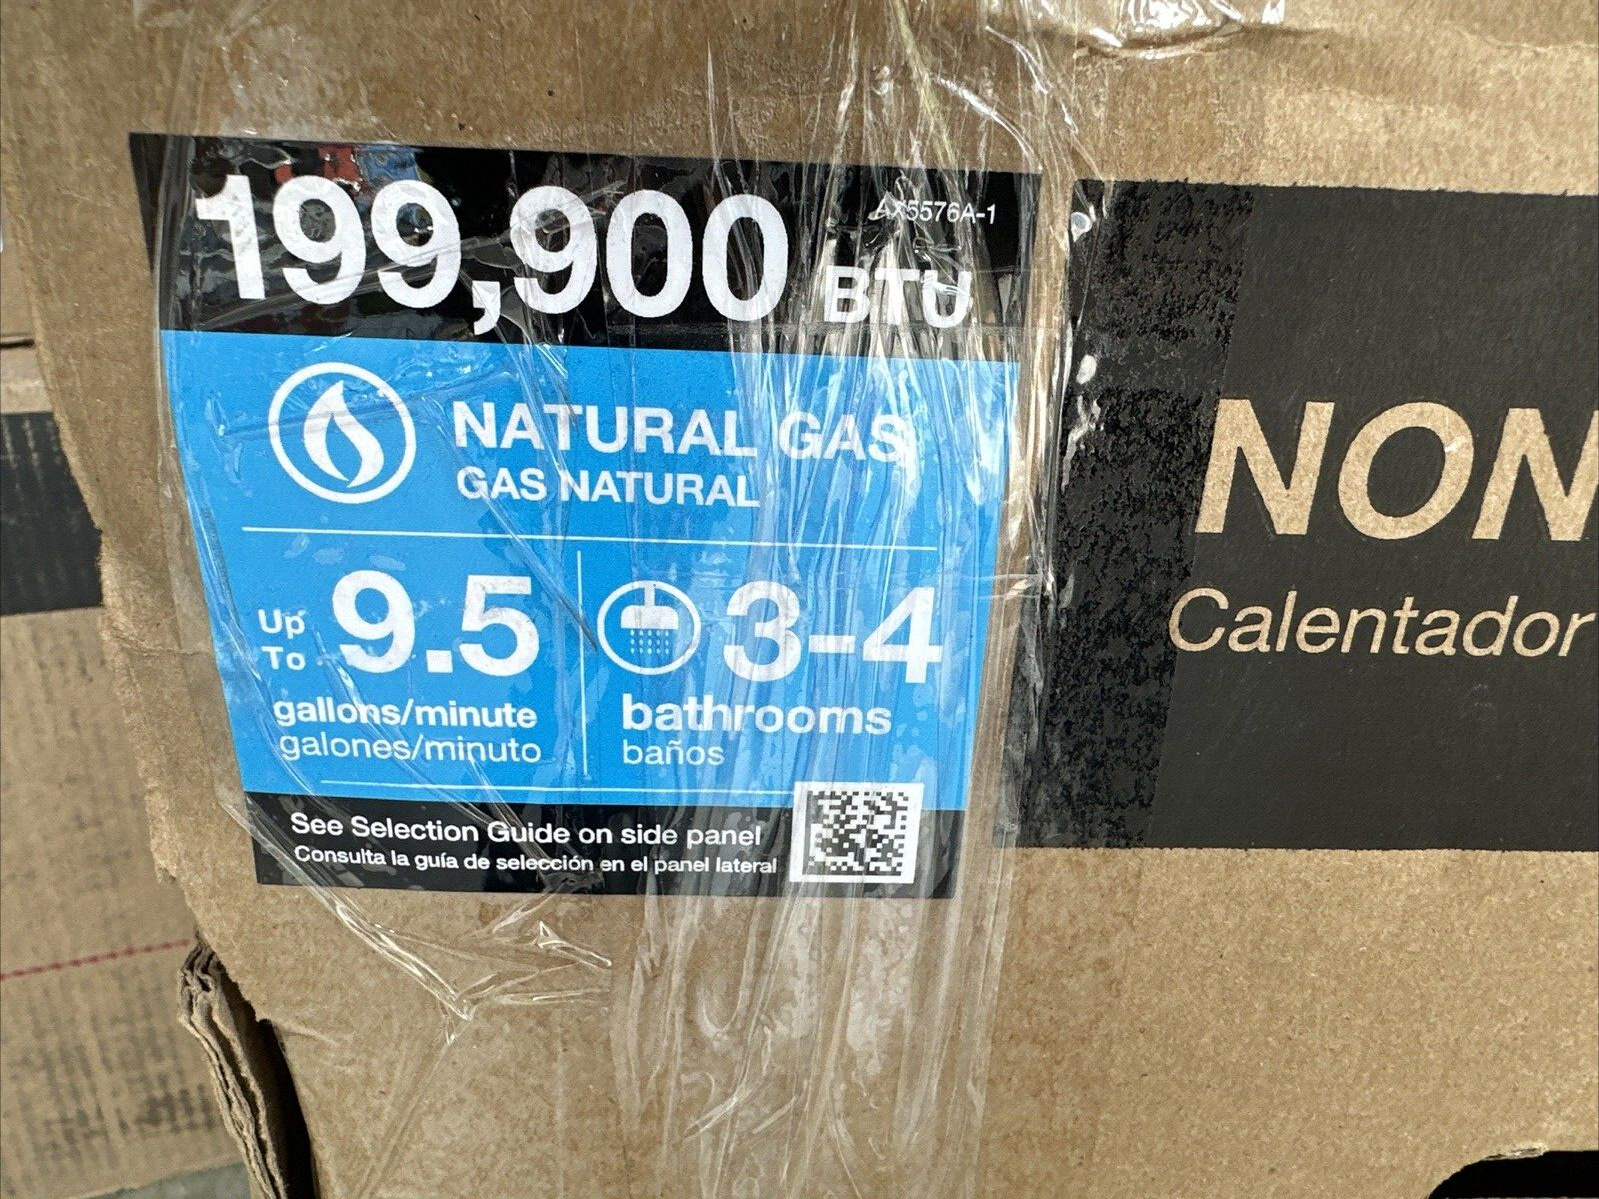 199,900 BTU
AX5576A-1
NATURAL GAS
GAS NATURAL
Up To 9.5
gallons/minute
galones/minuto
3-4
bathrooms
baños
See Selection Guide on side panel
Consulta la guía de selección en el panel lateral
NON
Calentador